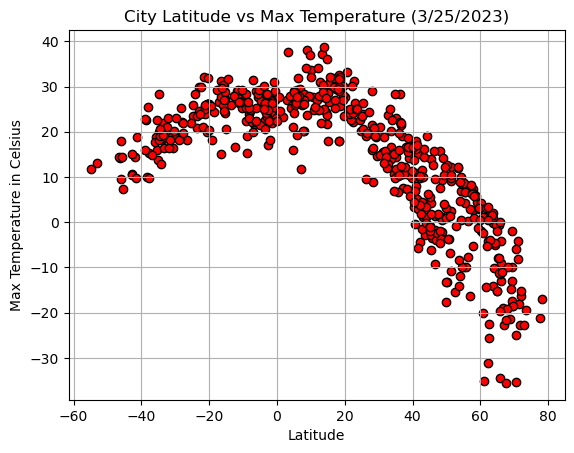 City Latitude vs Max Temperature (3/25/2023)
40
30
20
10
0
−10
−20
−30
Max Temperature in Celsius
−60 −40 −20 0 20 40 60 80
Latitude